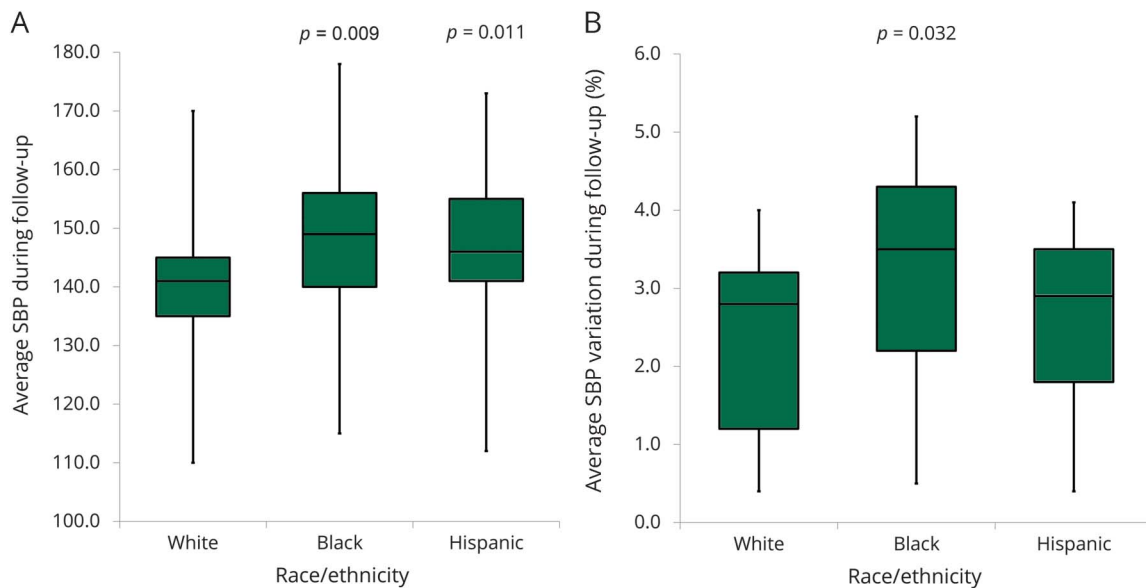 A
p = 0.009
p = 0.011
180.0
170.0
160.0
150.0
140.0
130.0
120.0
110.0
100.0
Average SBP during follow-up
White
Black
Hispanic
Race/ethnicity
B
p = 0.032
6.0
5.0
4.0
3.0
2.0
1.0
0.0
Average SBP variation during follow-up (%)
White
Black
Hispanic
Race/ethnicity